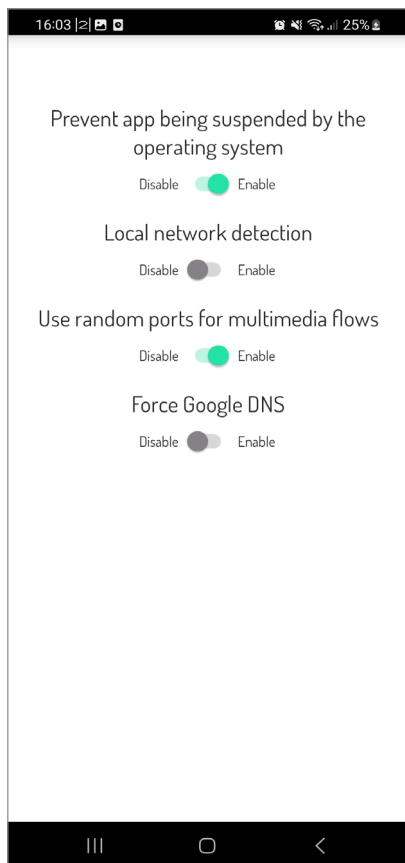 16:03 |2| 25%
Prevent app being suspended by the
operating system
Disable Enable
Local network detection
Disable Enable
Use random ports for multimedia flows
Disable Enable
Force Google DNS
Disable Enable